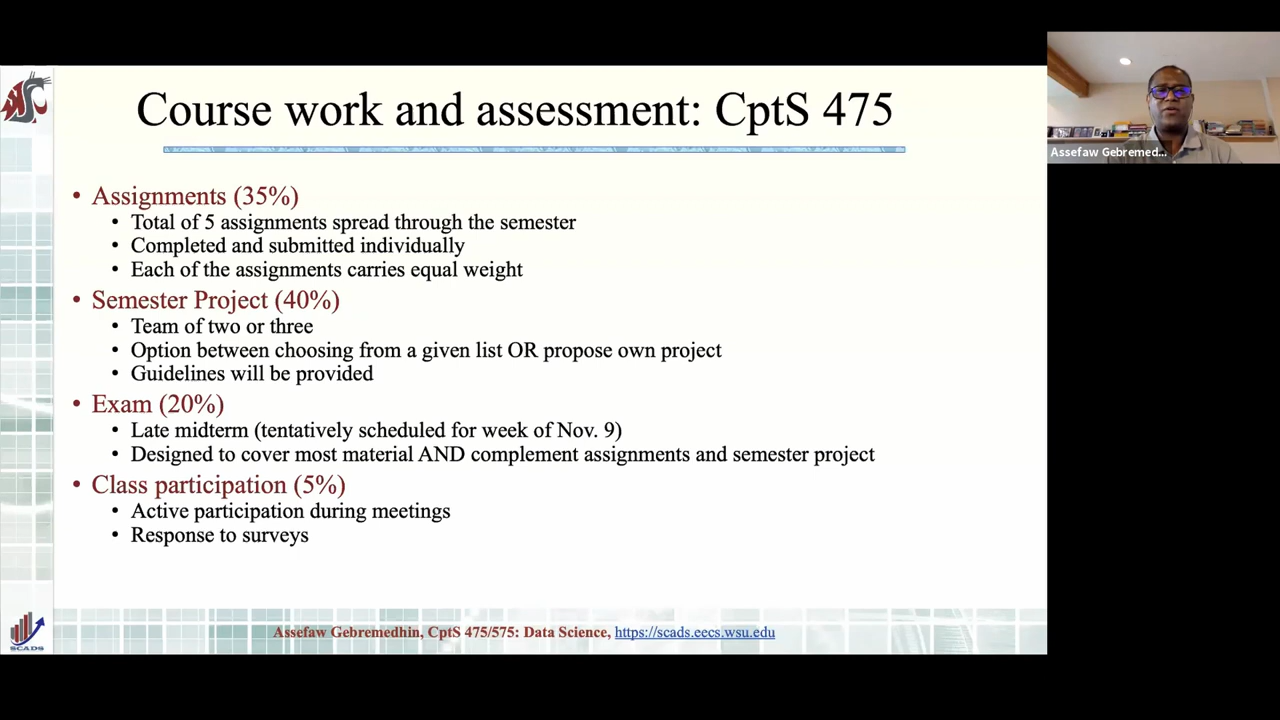 Course work and assessment: CptS 475
• Assignments (35%)
• Total of 5 assignments spread through the semester
• Completed and submitted individually
• Each of the assignments carries equal weight
• Semester Project (40%)
• Team of two or three
• Option between choosing from a given list OR propose own project
• Guidelines will be provided
• Exam (20%)
• Late midterm (tentatively scheduled for week of Nov. 9)
• Designed to cover most material AND complement assignments and semester project
• Class participation (5%)
• Active participation during meetings
• Response to surveys
SCADS
Assefaw Gebremedhin, CptS 475/575: Data Science, https://scads.eecs.wsu.edu
Assefaw Gebremed...